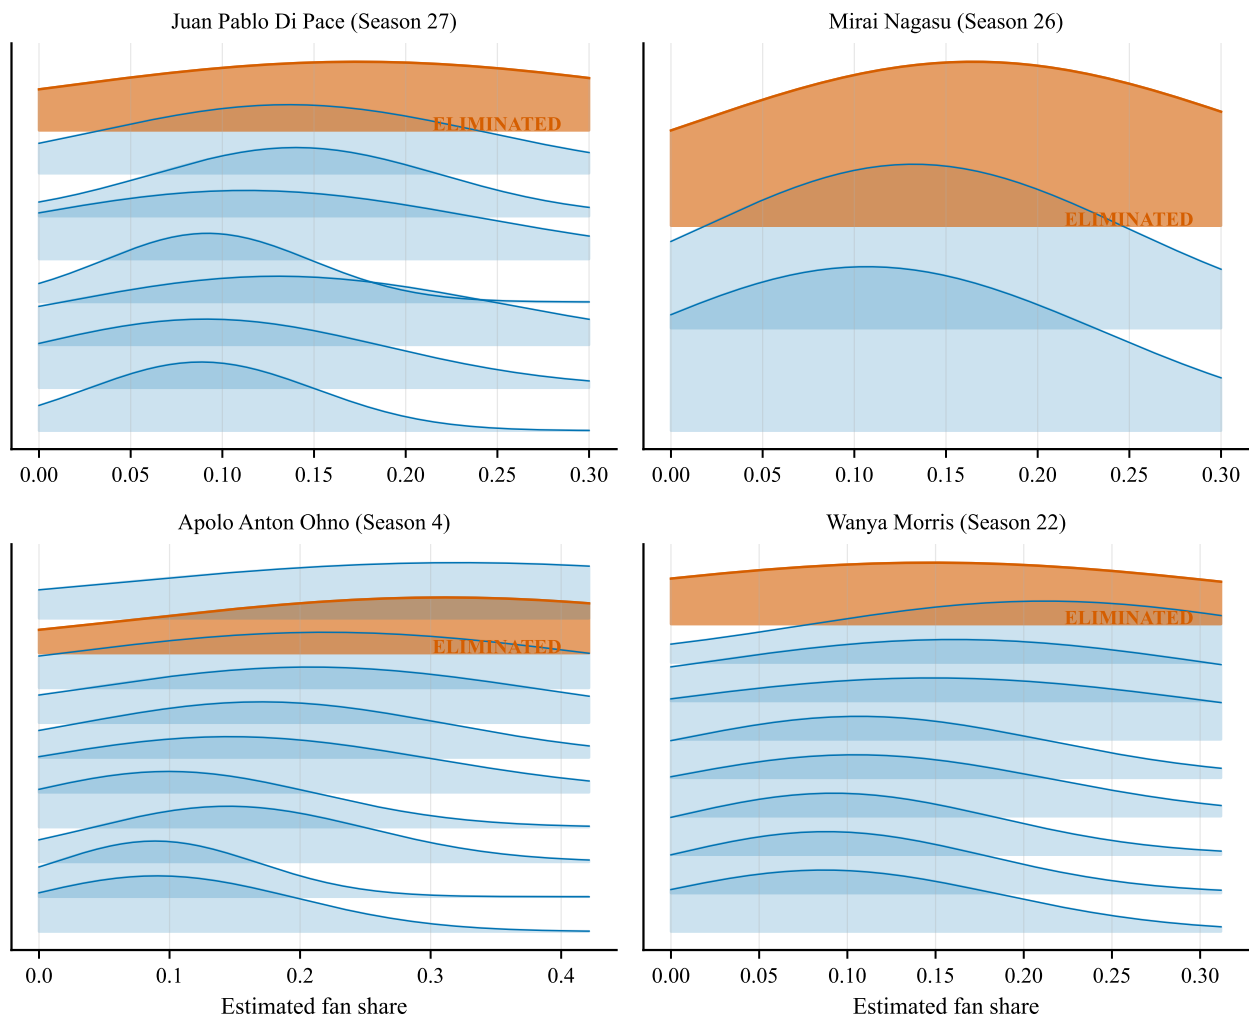 Juan Pablo Di Pace (Season 27)
ELIMINATED
0.00 0.05 0.10 0.15 0.20 0.25 0.30
Mirai Nagasu (Season 26)
ELIMINATED
0.00 0.05 0.10 0.15 0.20 0.25 0.30
Apolo Anton Ohno (Season 4)
ELIMINATED
0.0 0.1 0.2 0.3 0.4
Estimated fan share
Wanya Morris (Season 22)
ELIMINATED
0.00 0.05 0.10 0.15 0.20 0.25 0.30
Estimated fan share